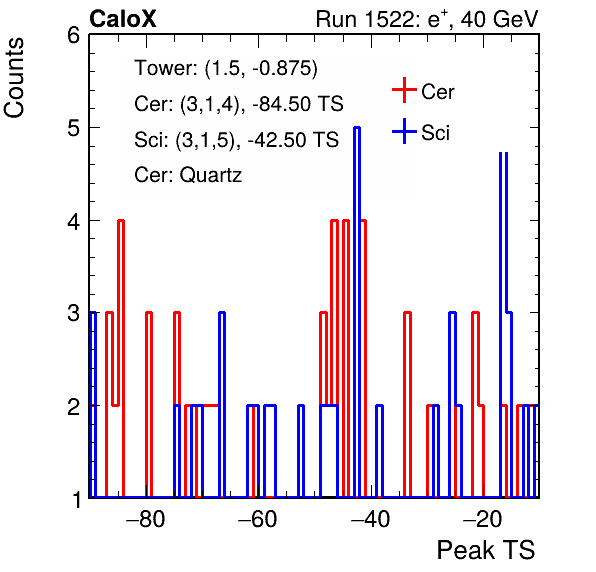 CaloX Run 1522: e⁺, 40 GeV
Counts
6
Tower: (1.5, -0.875)
Cer: (3,1,4), -84.50 TS
Sci: (3,1,5), -42.50 TS
Cer: Quartz
Cer
Sci
5
4
3
2
1
−80 −60 −40 −20
Peak TS